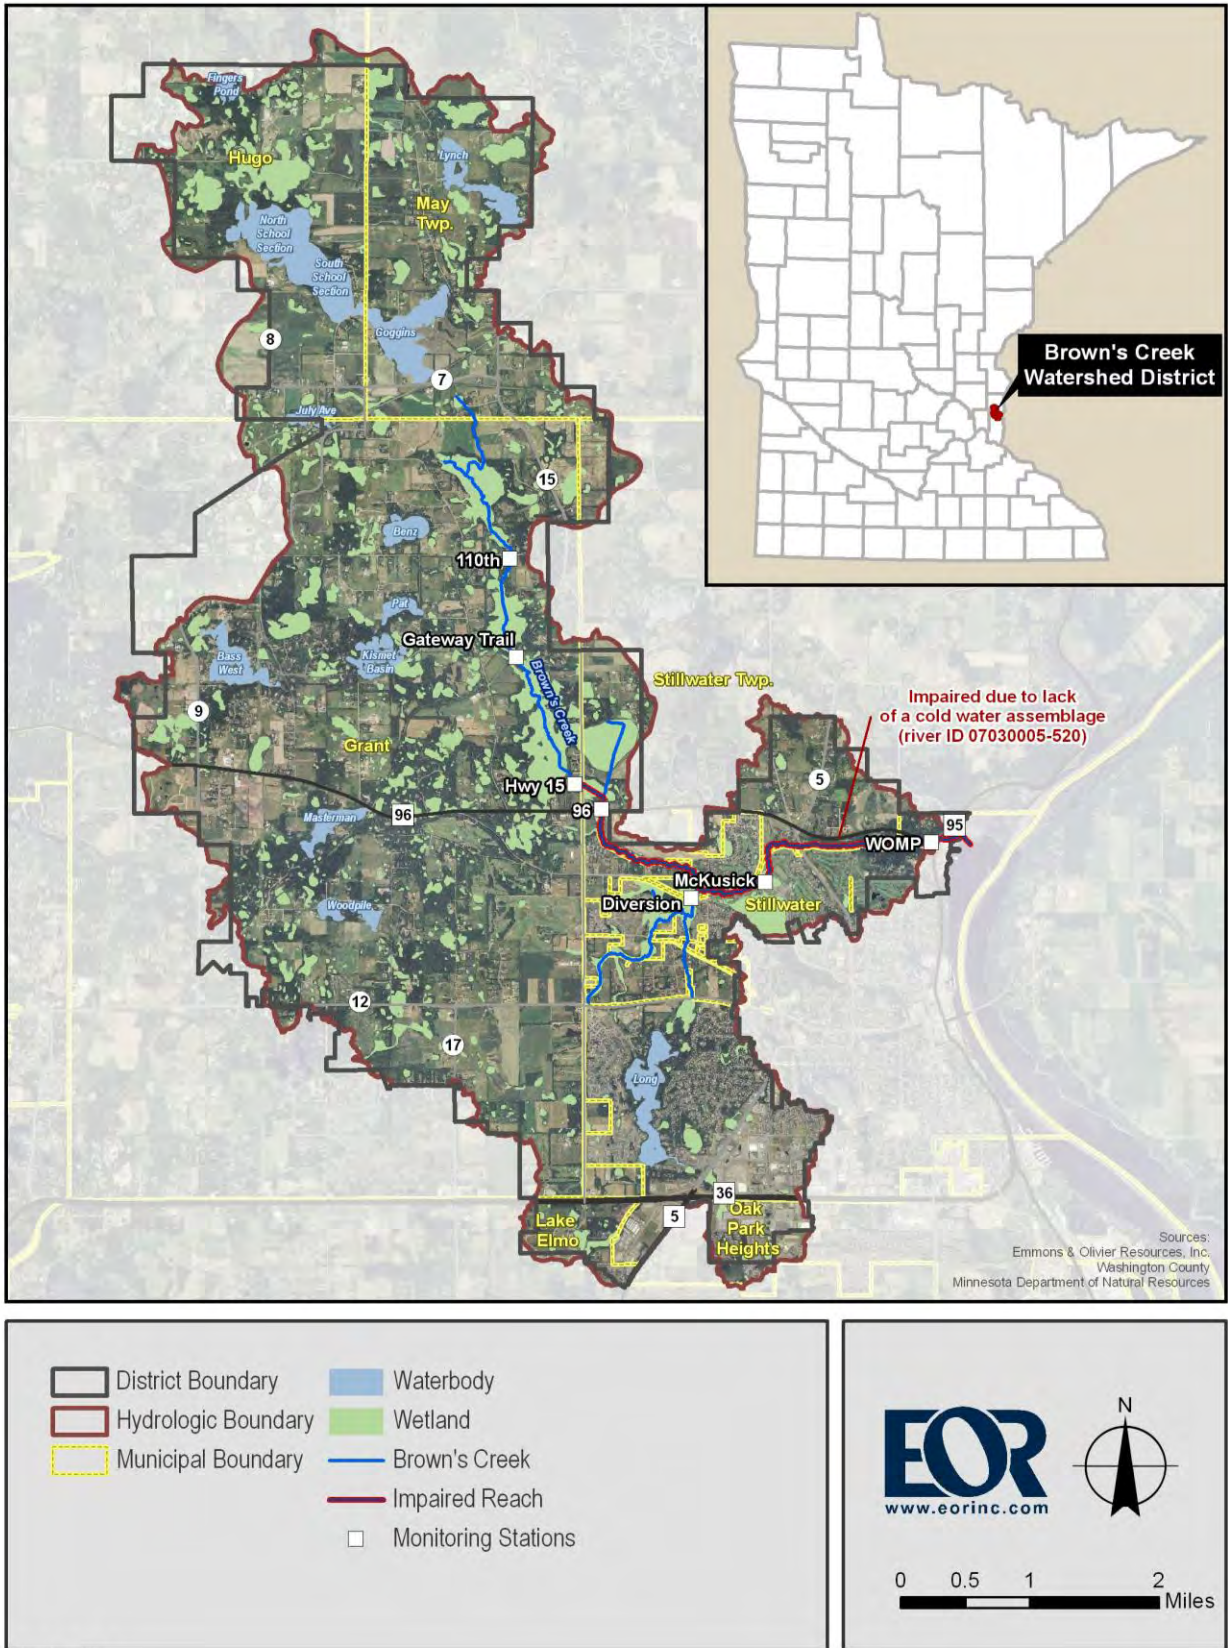 Fingers
Pond
Hugo
Lynch
May
Twp.
North
School
Section
South
School
Section
Goggins
8
7
July Ave
15
Benz
110th
Pat
Gateway Trail
Kismet
Basin
Bass
West
Brown's Creek
Stillwater Twp.
9
Grant
Impaired due to lack
of a cold water assemblage
(river ID 07030005-520)
5
Hwy 15
96
96
Masterman
95
WOMP
McKusick
Diversion
Stillwater
Woodpile
12
17
Long
36
5
Lake
Elmo
Oak
Park
Heights
Brown's Creek
Watershed District
Sources:
Emmons & Olivier Resources, Inc.
Washington County
Minnesota Department of Natural Resources
District Boundary
Hydrologic Boundary
Municipal Boundary
Waterbody
Wetland
Brown's Creek
Impaired Reach
Monitoring Stations
EOR
www.eorinc.com
N
0 0.5 1 2
Miles